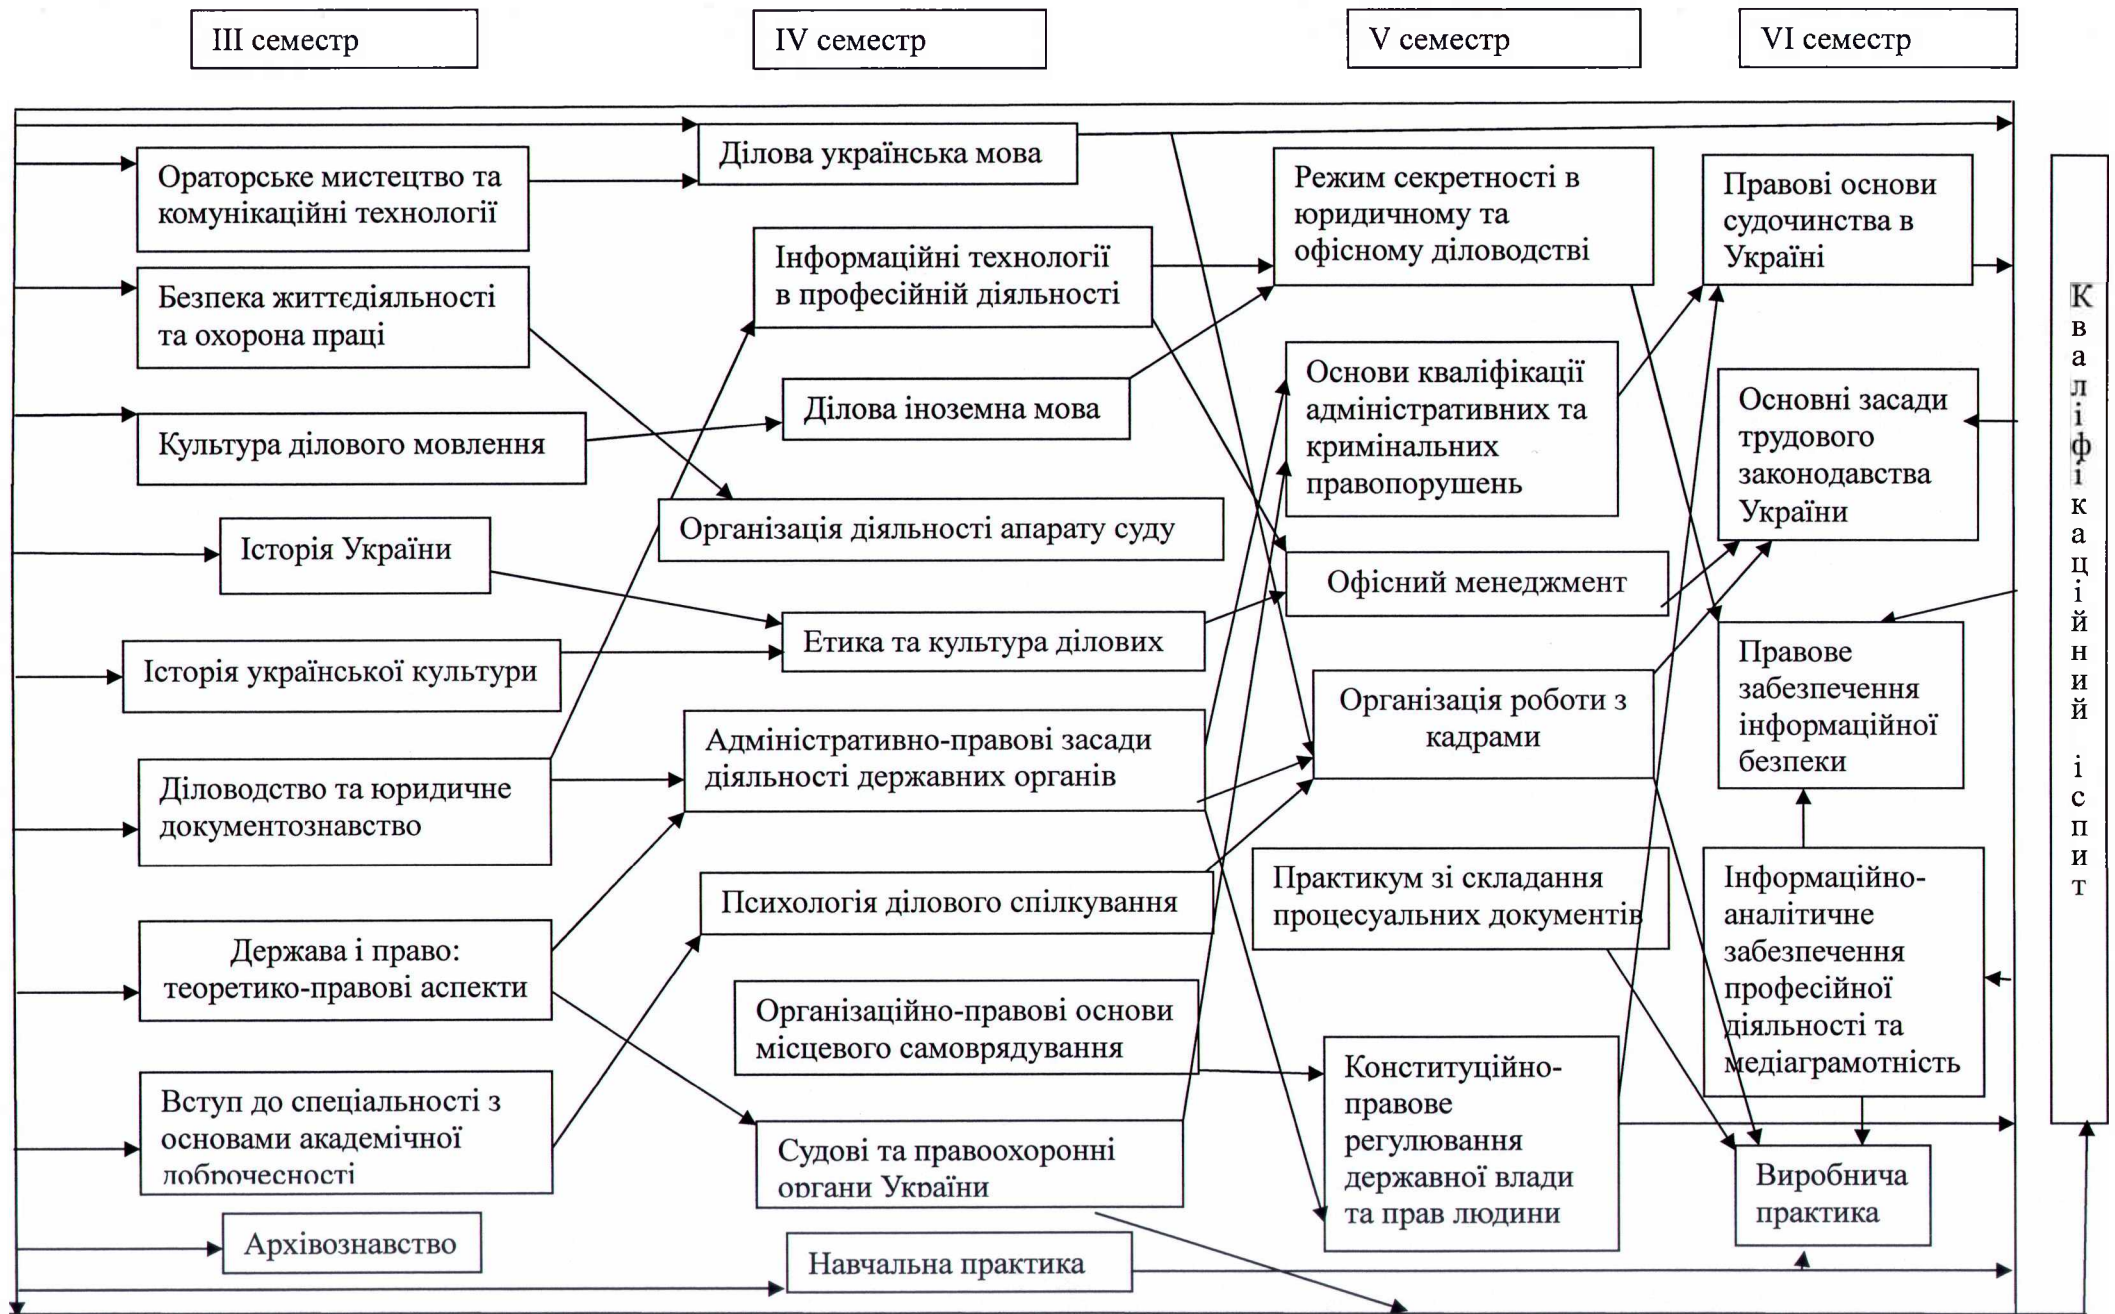 III семестр
IV семестр
V семестр
VI семестр
Ораторське мистецтво та
комунікаційні технології
Безпека життєдіяльності
та охорона праці
Культура ділового мовлення
Історія України
Історія української культури
Діловодство та юридичне
документознавство
Держава і право:
теоретико-правові аспекти
Вступ до спеціальності з
основами академічної
доброчесності
Архівознавство
Ділова українська мова
Інформаційні технології
в професійній діяльності
Ділова іноземна мова
Організація діяльності апарату суду
Етика та культура ділових
Адміністративно-правові засади
діяльності державних органів
Психологія ділового спілкування
Організаційно-правові основи
місцевого самоврядування
Судові та правоохоронні
органи України
Навчальна практика
Режим секретності в
юридичному та
офісному діловодстві
Основи кваліфікації
адміністративних та
кримінальних
правопорушень
Офісний менеджмент
Організація роботи з
кадрами
Практикум зі складання
процесуальних документів
Конституційно-
правове
регулювання
державної влади
та прав людини
Правові основи
судочинства в
Україні
Основні засади
трудового
законодавства
України
Правове
забезпечення
інформаційної
безпеки
Інформаційно-
аналітичне
забезпечення
професійної
діяльності та
медіаграмотність
Виробнича
практика
Кваліфікаційний іспит